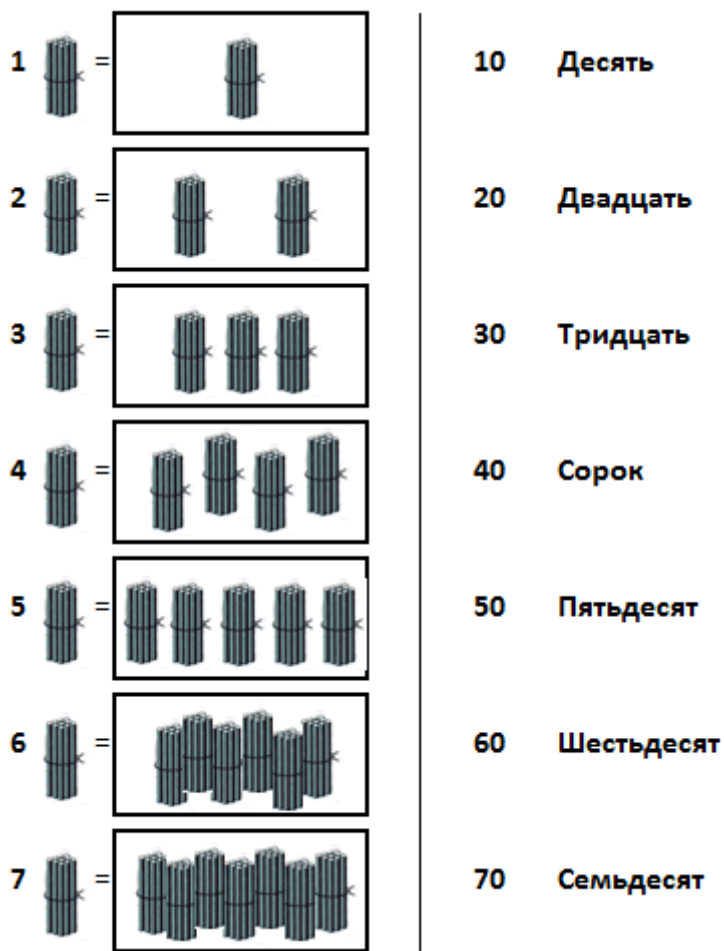 1 = 10 Десять
2 = 20 Двадцать
3 = 30 Тридцать
4 = 40 Сорок
5 = 50 Пятьдесят
6 = 60 Шестьдесят
7 = 70 Семьдесят